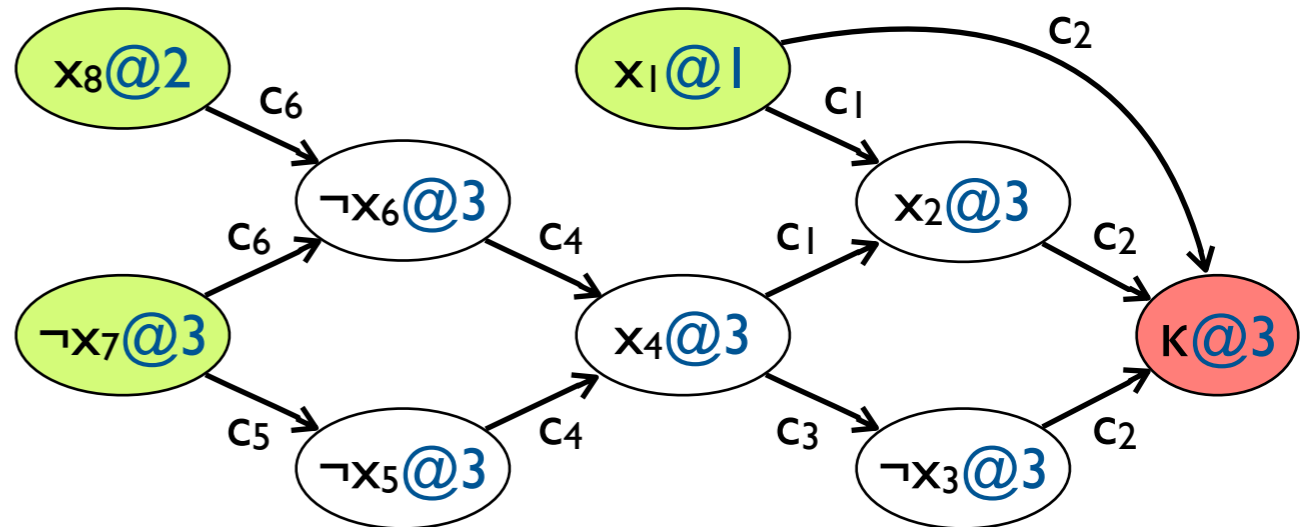 x₈@2
x₁@1
c₂
c₆
c₁
¬x₆@3
x₂@3
c₆
c₄
c₁
c₂
¬x₇@3
x₄@3
κ@3
c₅
c₄
c₃
c₂
¬x₅@3
¬x₃@3